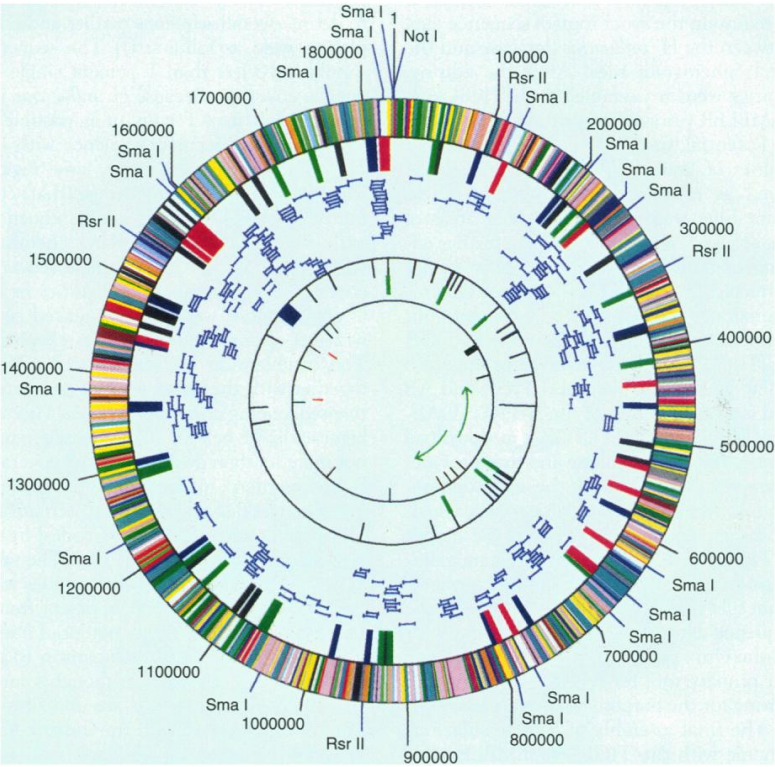 Sma I
1
Sma I
Not I
1800000
Sma I
100000
Rsr II
Sma I
1700000
200000
Sma I
1600000
Sma I
Sma I
Sma I
Sma I
Rsr II
300000
Rsr II
1500000
400000
1400000
Sma I
500000
1300000
600000
Sma I
1200000
Sma I
Sma I
Sma I
700000
1100000
Sma I
Sma I
1000000
Sma I
800000
Rsr II
900000